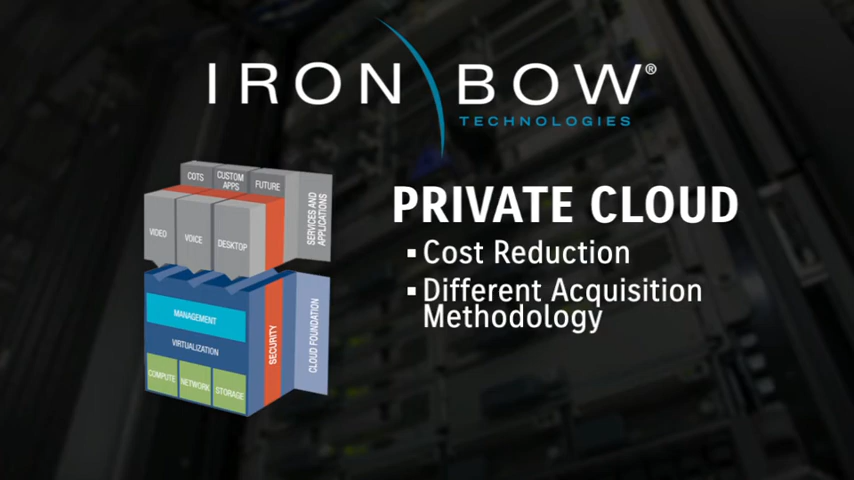 IRON BOW®
TECHNOLOGIES
COTS
CUSTOM
APPS
FUTURE
SERVICES AND
APPLICATIONS
VIDEO
VOICE
DESKTOP
MANAGEMENT
VIRTUALIZATION
COMPUTE
NETWORK
STORAGE
SECURITY
CLOUD FOUNDATION
PRIVATE CLOUD
▪ Cost Reduction
▪ Different Acquisition
Methodology